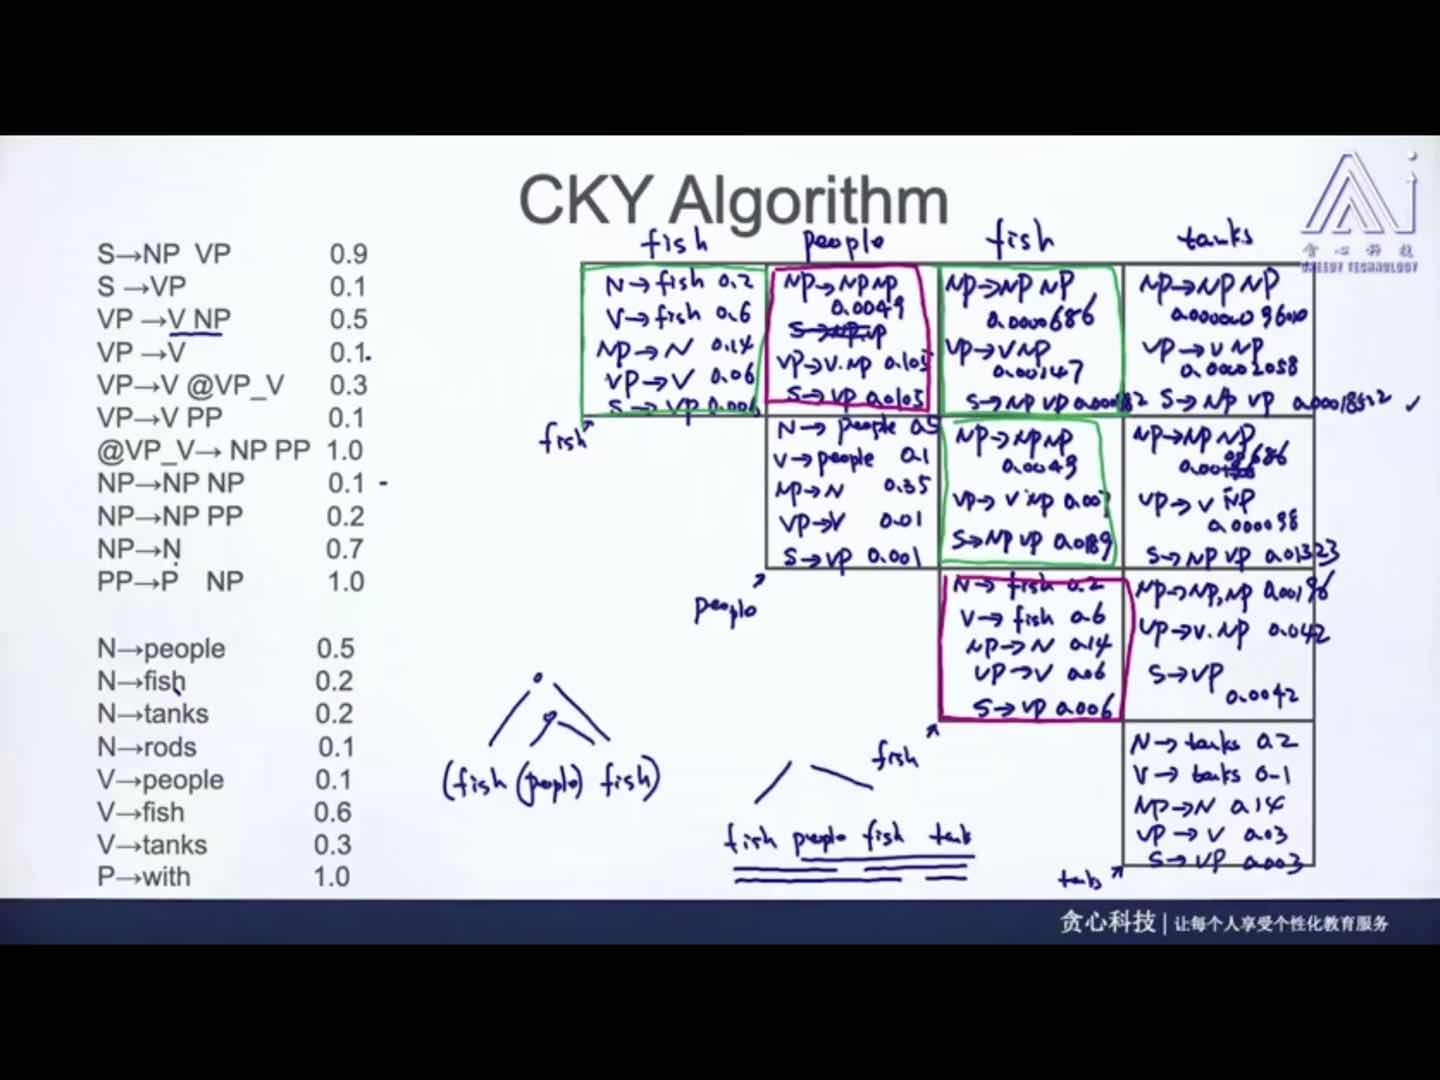 CKY Algorithm
贪心科技
GREEDY TECHNOLOGY
S→NP VP 0.9
S →VP 0.1
VP →V NP 0.5
VP →V 0.1
VP→V @VP_V 0.3
VP→V PP 0.1
@VP_V→ NP PP 1.0
NP→NP NP 0.1
NP→NP PP 0.2
NP→N 0.7
PP→P NP 1.0
N→people 0.5
N→fish 0.2
N→tanks 0.2
N→rods 0.1
V→people 0.1
V→fish 0.6
V→tanks 0.3
P→with 1.0
fish people fish tanks
N→fish 0.2
V→fish 0.6
NP→N 0.14
VP→V 0.06
S→VP 0.006
NP→NP NP
0.0049
S→NP VP
VP→V.NP 0.105
S→VP 0.0105
NP→NP NP
0.0000686
VP→V NP
0.00147
S→NP VP 0.000882
NP→NP NP
VP→V NP
S→NP VP 0.00018522 ✓
fish
N→people 0.5
V→people 0.1
NP→N 0.35
VP→V 0.01
S→VP 0.001
NP→NP NP
0.0049
VP→V NP 0.007
S→NP VP 0.0189
NP→NP NP
VP→V NP
0.000098
S→NP VP 0.01323
people
N→fish 0.2
V→fish 0.6
NP→N 0.14
VP→V 0.06
S→VP 0.006
NP→NP,NP 0.00196
VP→V.NP 0.042
S→VP
0.0042
fish
N→tanks 0.2
V→tanks 0.1
NP→N 0.14
VP→V 0.03
S→VP 0.003
tanks
(fish (people) fish)
fish people fish tanks
贪心科技 | 让每个人享受个性化教育服务